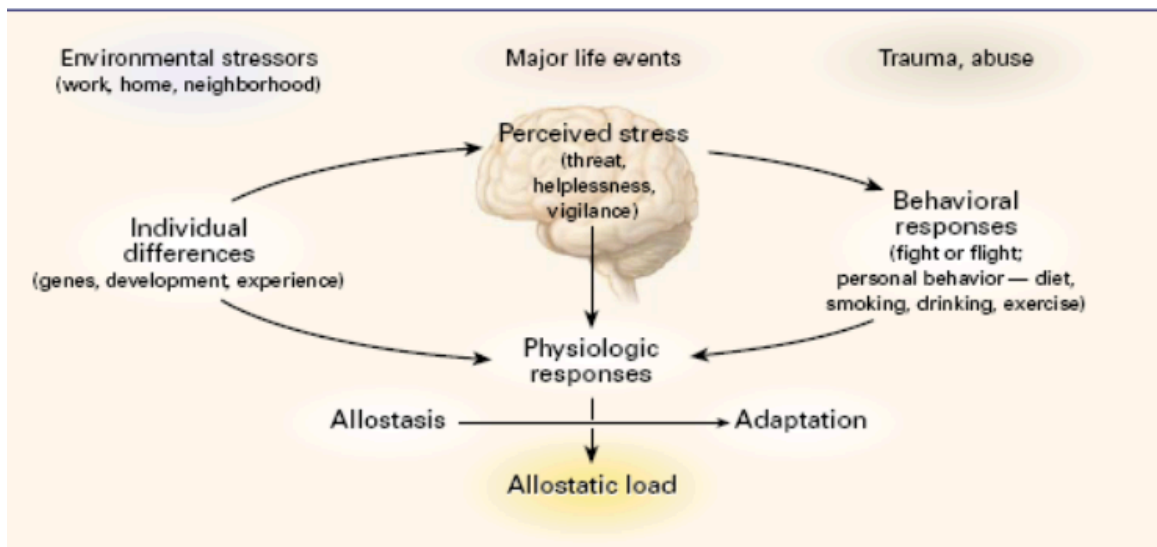 Environmental stressors
(work, home, neighborhood)
Major life events
Trauma, abuse
Perceived stress
(threat,
helplessness,
vigilance)
Individual
differences
(genes, development, experience)
Behavioral
responses
(fight or flight;
personal behavior — diet,
smoking, drinking, exercise)
Physiologic
responses
Allostasis
Adaptation
Allostatic load